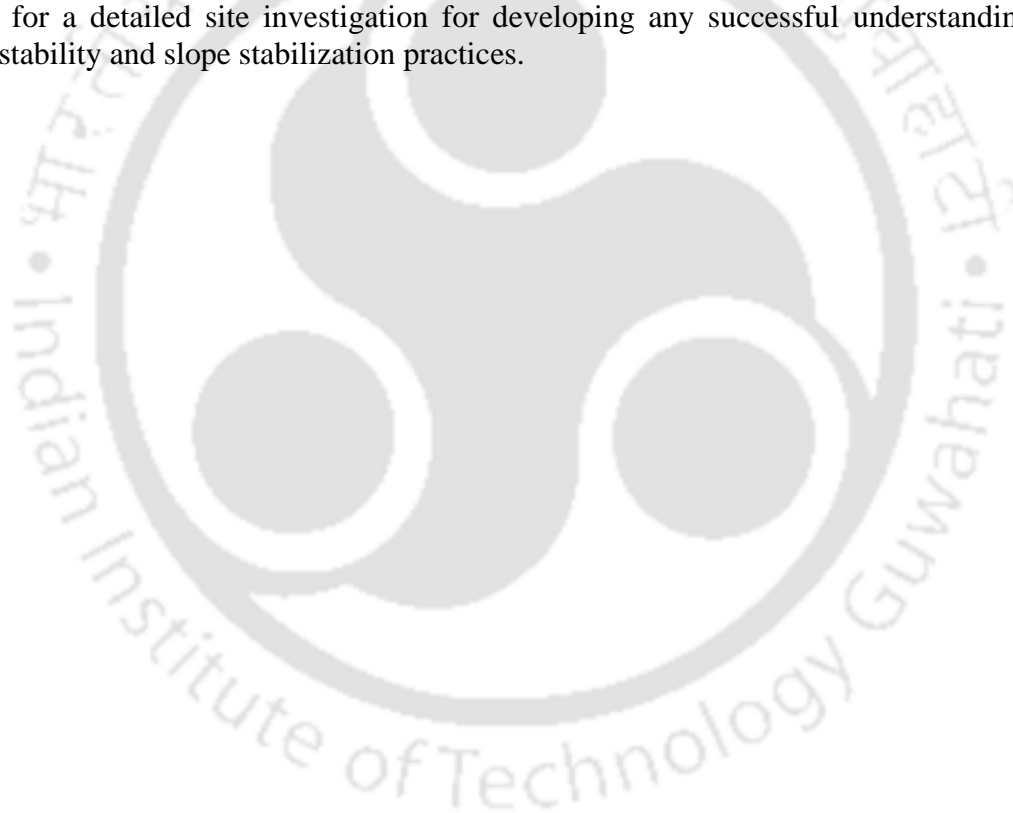 for a detailed site investigation for developing any successful
stability and slope stabilization practices.
Indian Institute of Technology Guwahati